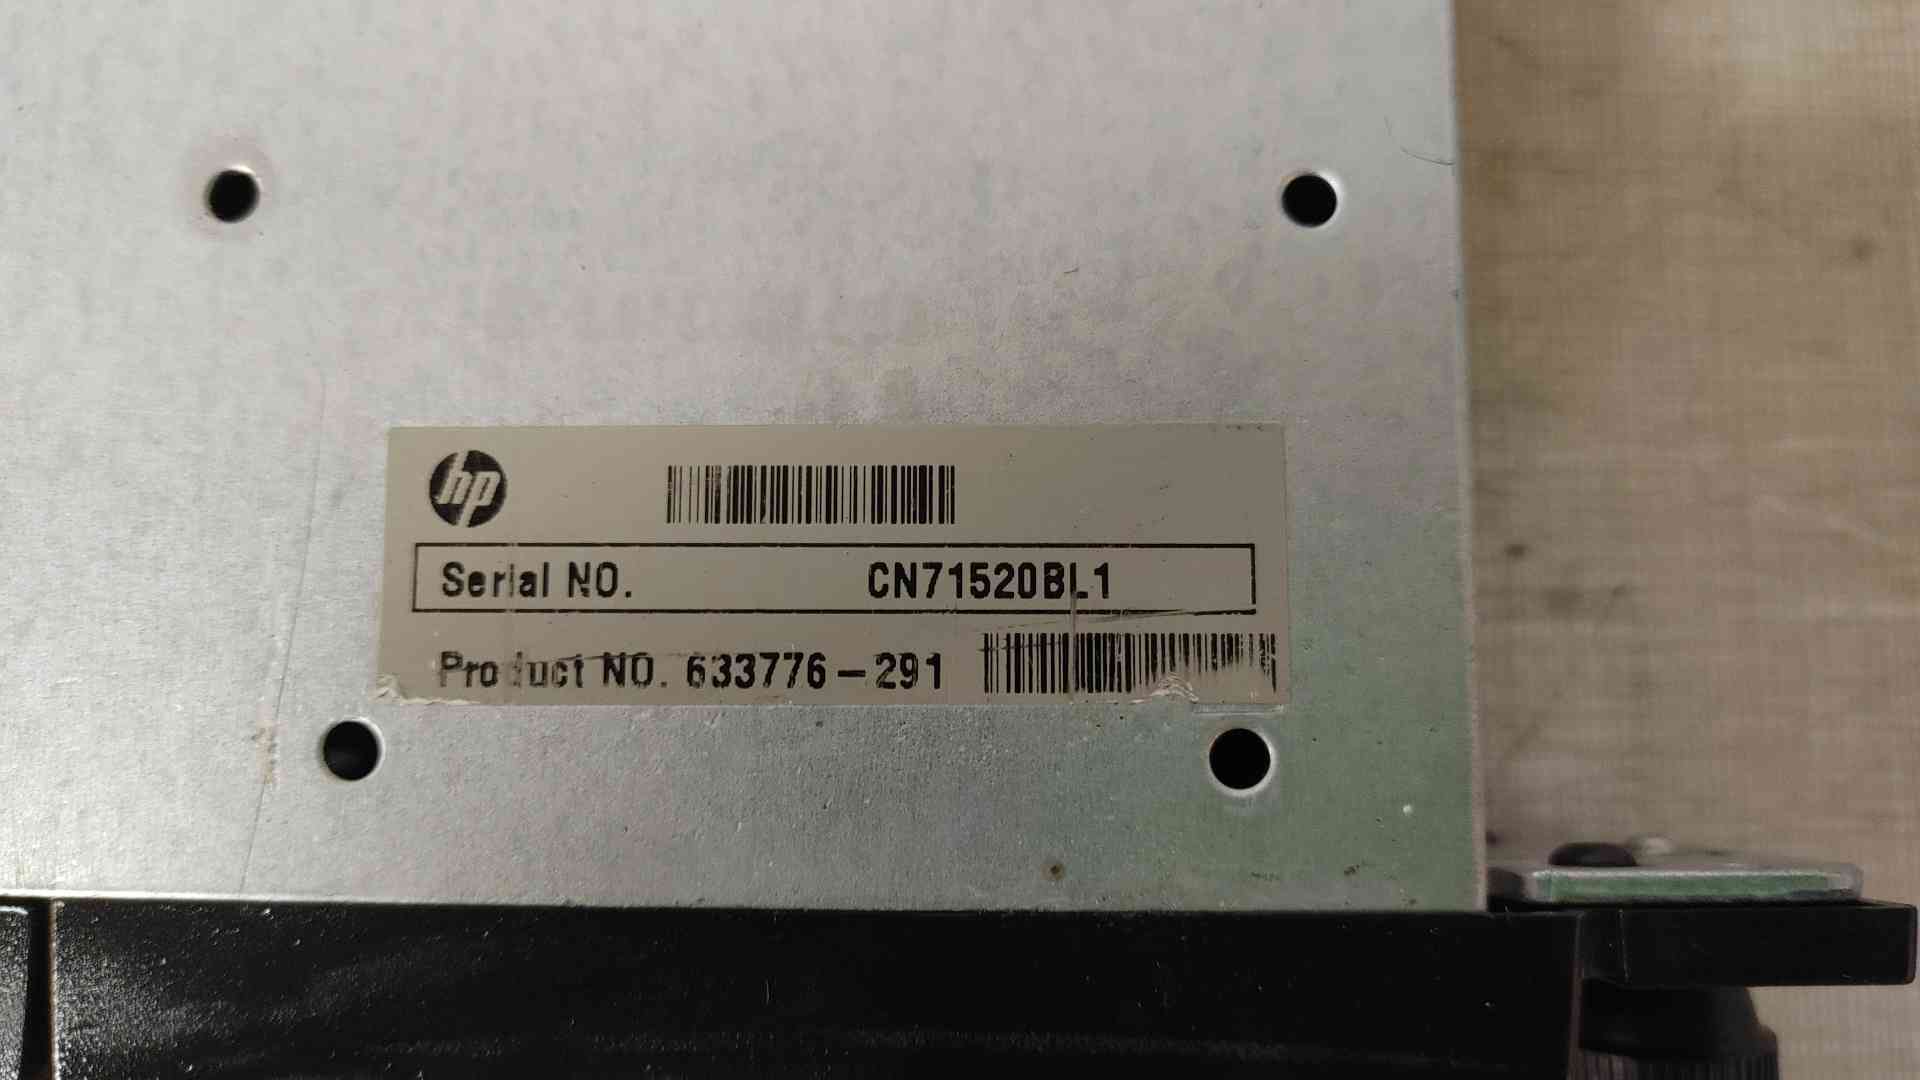 hp
Serial NO. CN71520BL1
Product NO. 633776-291